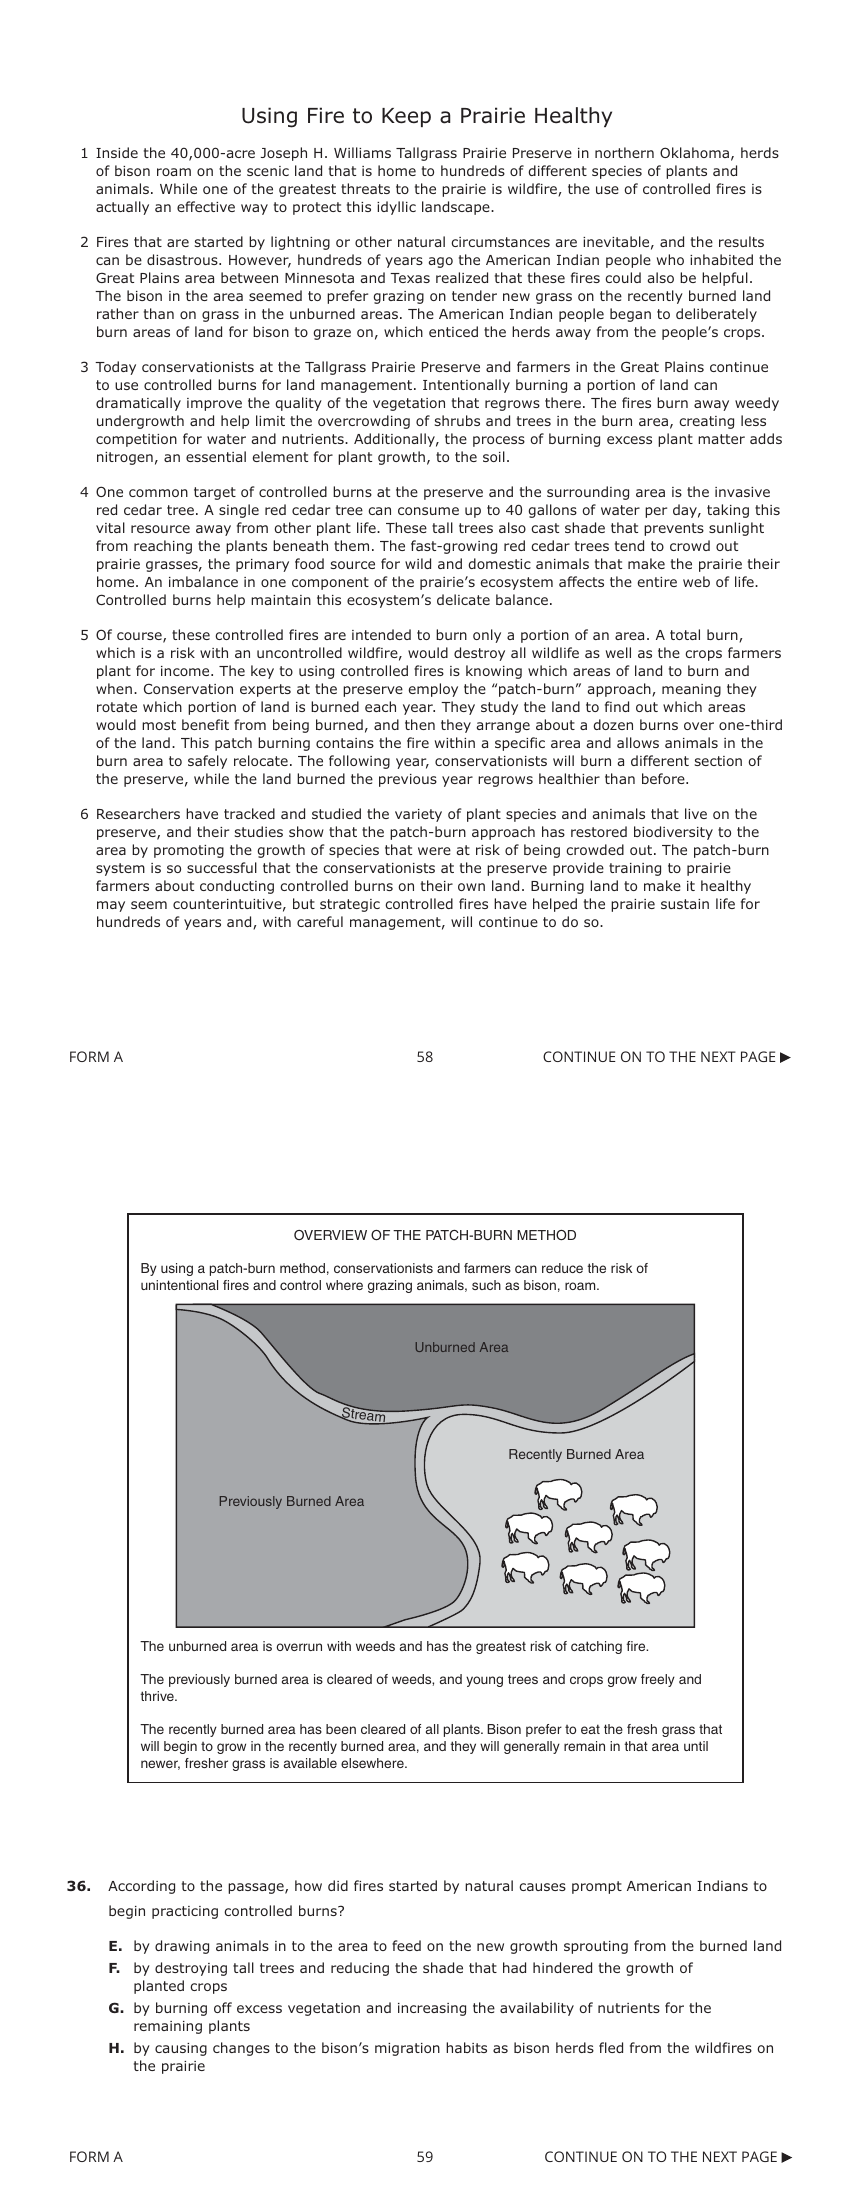 Using Fire to Keep a Prairie Healthy
1 Inside the 40,000-acre Joseph H. Williams Tallgrass Prairie Preserve in northern Oklahoma, herds
of bison roam on the scenic land that is home to hundreds of different species of plants and
animals. While one of the greatest threats to the prairie is wildfire, the use of controlled fires is
actually an effective way to protect this idyllic landscape.
2 Fires that are started by lightning or other natural circumstances are inevitable, and the results
can be disastrous. However, hundreds of years ago the American Indian people who inhabited the
Great Plains area between Minnesota and Texas realized that these fires could also be helpful.
The bison in the area seemed to prefer grazing on tender new grass on the recently burned land
rather than on grass in the unburned areas. The American Indian people began to deliberately
burn areas of land for bison to graze on, which enticed the herds away from the people's crops.
3 Today conservationists at the Tallgrass Prairie Preserve and farmers in the Great Plains continue
to use controlled burns for land management. Intentionally burning a portion of land can
dramatically improve the quality of the vegetation that regrows there. The fires burn away weedy
undergrowth and help limit the overcrowding of shrubs and trees in the burn area, creating less
competition for water and nutrients. Additionally, the process of burning excess plant matter adds
nitrogen, an essential element for plant growth, to the soil.
4 One common target of controlled burns at the preserve and the surrounding area is the invasive
red cedar tree. A single red cedar tree can consume up to 40 gallons of water per day, taking this
vital resource away from other plant life. These tall trees also cast shade that prevents sunlight
from reaching the plants beneath them. The fast-growing red cedar trees tend to crowd out
prairie grasses, the primary food source for wild and domestic animals that make the prairie their
home. An imbalance in one component of the prairie's ecosystem affects the entire web of life.
Controlled burns help maintain this ecosystem's delicate balance.
5 Of course, these controlled fires are intended to burn only a portion of an area. A total burn,
which is a risk with an uncontrolled wildfire, would destroy all wildlife as well as the crops farmers
plant for income. The key to using controlled fires is knowing which areas of land to burn and
when. Conservation experts at the preserve employ the “patch-burn” approach, meaning they
rotate which portion of land is burned each year. They study the land to find out which areas
would most benefit from being burned, and then they arrange about a dozen burns over one-third
of the land. This patch burning contains the fire within a specific area and allows animals in the
burn area to safely relocate. The following year, conservationists will burn a different section of
the preserve, while the land burned the previous year regrows healthier than before.
6 Researchers have tracked and studied the variety of plant species and animals that live on the
preserve, and their studies show that the patch-burn approach has restored biodiversity to the
area by promoting the growth of species that were at risk of being crowded out. The patch-burn
system is so successful that the conservationists at the preserve provide training to prairie
farmers about conducting controlled burns on their own land. Burning land to make it healthy
may seem counterintuitive, but strategic controlled fires have helped the prairie sustain life for
hundreds of years and, with careful management, will continue to do so.
FORM A 58 CONTINUE ON TO THE NEXT PAGE ▶
OVERVIEW OF THE PATCH-BURN METHOD
By using a patch-burn method, conservationists and farmers can reduce the risk of
unintentional fires and control where grazing animals, such as bison, roam.
Unburned Area
Stream
Recently Burned Area
Previously Burned Area
The unburned area is overrun with weeds and has the greatest risk of catching fire.
The previously burned area is cleared of weeds, and young trees and crops grow freely and
thrive.
The recently burned area has been cleared of all plants. Bison prefer to eat the fresh grass that
will begin to grow in the recently burned area, and they will generally remain in that area until
newer, fresher grass is available elsewhere.
36. According to the passage, how did fires started by natural causes prompt American Indians to
begin practicing controlled burns?
E. by drawing animals in to the area to feed on the new growth sprouting from the burned land
F. by destroying tall trees and reducing the shade that had hindered the growth of
planted crops
G. by burning off excess vegetation and increasing the availability of nutrients for the
remaining plants
H. by causing changes to the bison's migration habits as bison herds fled from the wildfires on
the prairie
FORM A 59 CONTINUE ON TO THE NEXT PAGE ▶